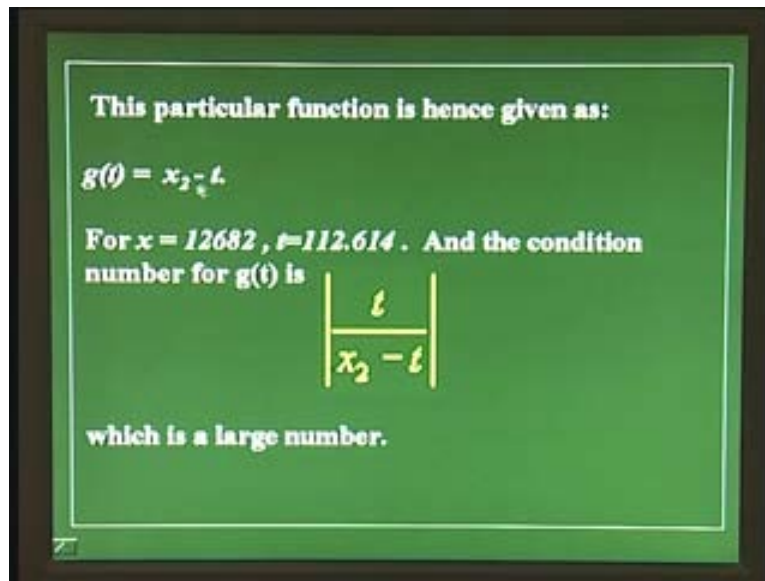 This particular function is hence given as:
g(t) = x₂ - t.
For x = 12682 , t=112.614 . And the condition
number for g(t) is
|t / (x₂ - t)|
which is a large number.